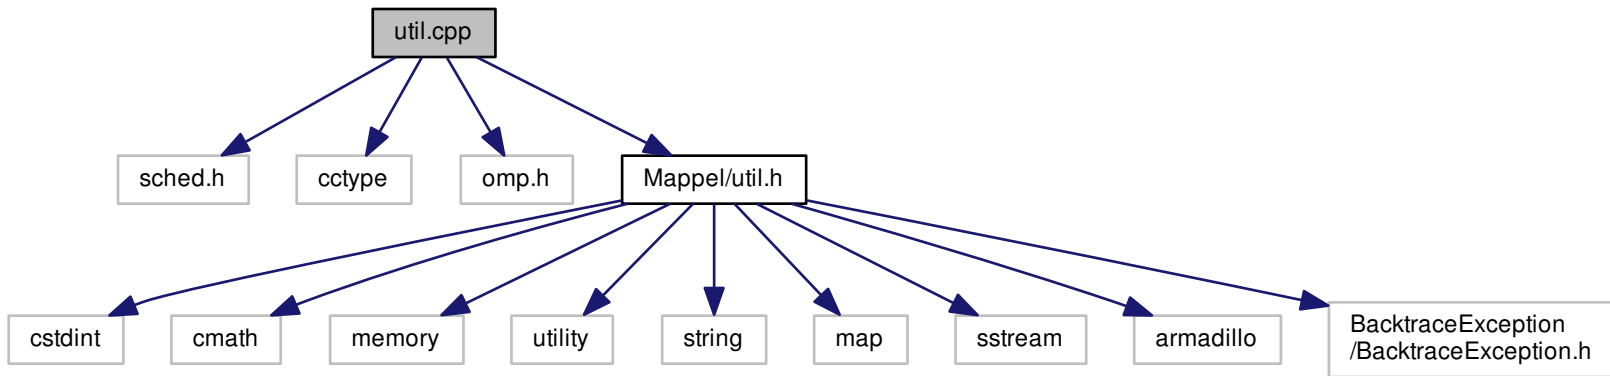 util.cpp
sched.h
cctype
omp.h
Mappel/util.h
cstdint
cmath
memory
utility
string
map
sstream
armadillo
BacktraceException
/BacktraceException.h